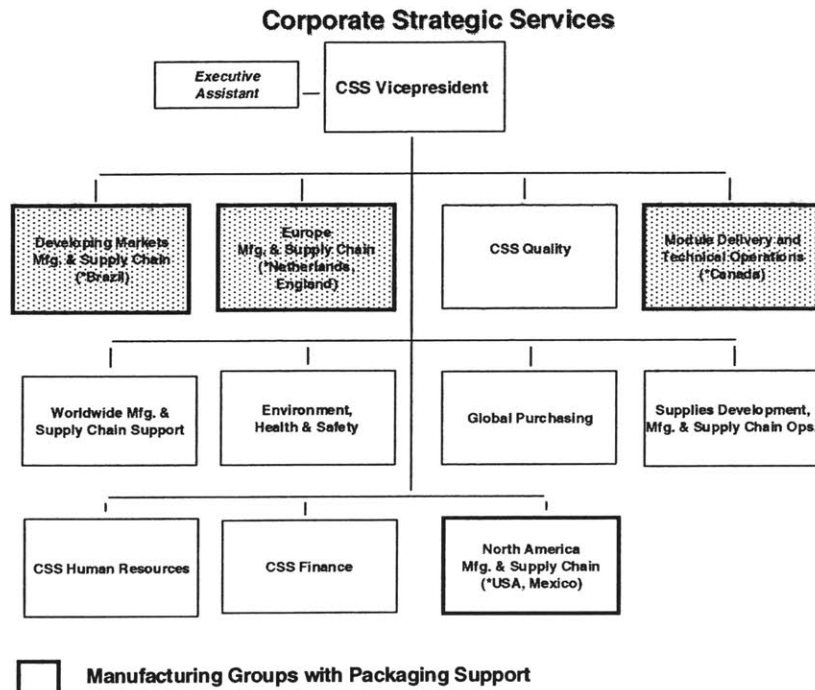 Corporate Strategic Services
Executive
Assistant
CSS Vicepresident
Developing Markets
Mfg. & Supply Chain
(*Brazil)
Europe
Mfg. & Supply Chain
(*Netherlands,
England)
CSS Quality
Module Delivery and
Technical Operations
(*Canada)
Worldwide Mfg. &
Supply Chain Support
Environment,
Health & Safety
Global Purchasing
Supplies Development,
Mfg. & Supply Chain Ops.
CSS Human Resources
CSS Finance
North America
Mfg. & Supply Chain
(*USA, Mexico)
Manufacturing Groups with Packaging Support